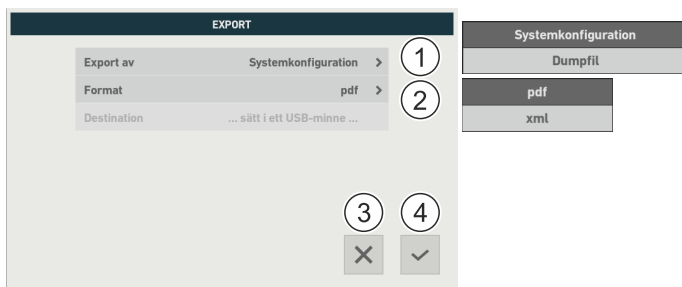 EXPORT
Export av Systemkonfiguration > 1
Format pdf > 2
Destination ... sätt i ett USB-minne ...
3 4
Systemkonfiguration
Dumpfil
pdf
xml